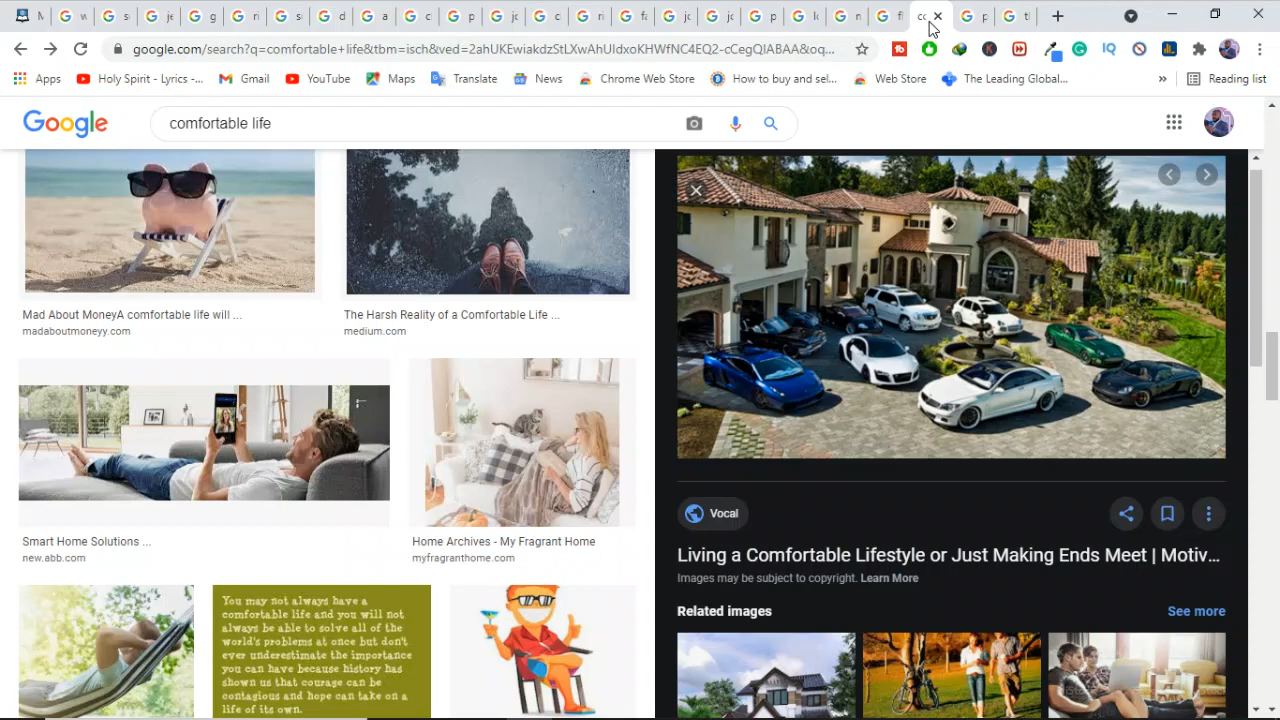 google.com/search?q=comfortable+life&tbm=isch&ved=2ahUKEwiakdzStLXwAhUIdxoKHWfNC4EQ2-cCegQIABAA&oq...
Apps
Holy Spirit - Lyrics -...
Gmail
YouTube
Maps
Translate
News
Chrome Web Store
How to buy and sel...
Web Store
The Leading Global...
»
Reading list
Google
comfortable life
Mad About MoneyA comfortable life will ...
madaboutmoneyy.com
The Harsh Reality of a Comfortable Life ...
medium.com
Smart Home Solutions ...
new.abb.com
Home Archives - My Fragrant Home
myfragranthome.com
You may not always have a
comfortable life and you will not
always be able to solve all of the
world's problems at once but don't
ever underestimate the importance
you can have because history has
shown us that courage can be
contagious and hope can take on a
life of its own.
Vocal
Living a Comfortable Lifestyle or Just Making Ends Meet | Motiv...
Images may be subject to copyright. Learn More
Related images
See more